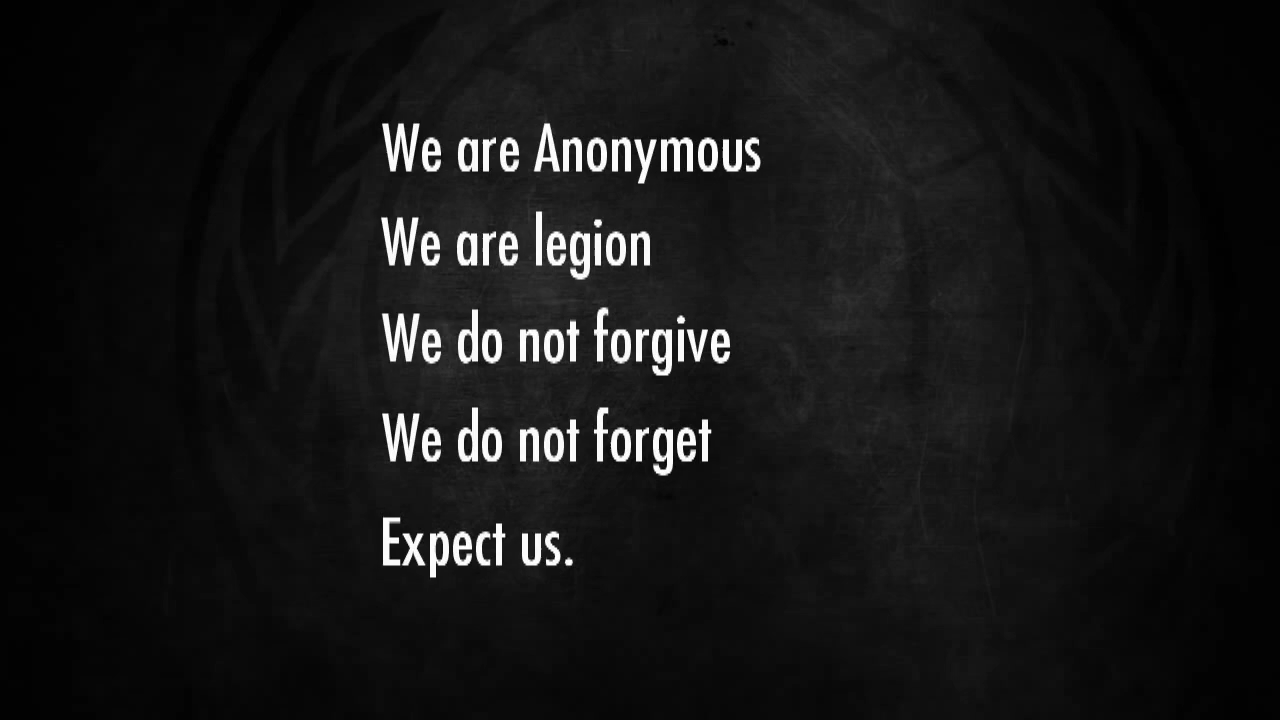 We are Anonymous
We are legion
We do not forgive
We do not forget
Expect us.